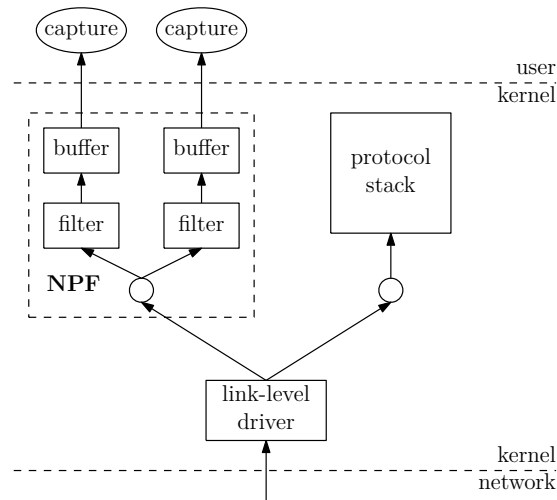 capture
capture
user
kernel
buffer
buffer
protocol
stack
filter
filter
NPF
link-level
driver
kernel
network